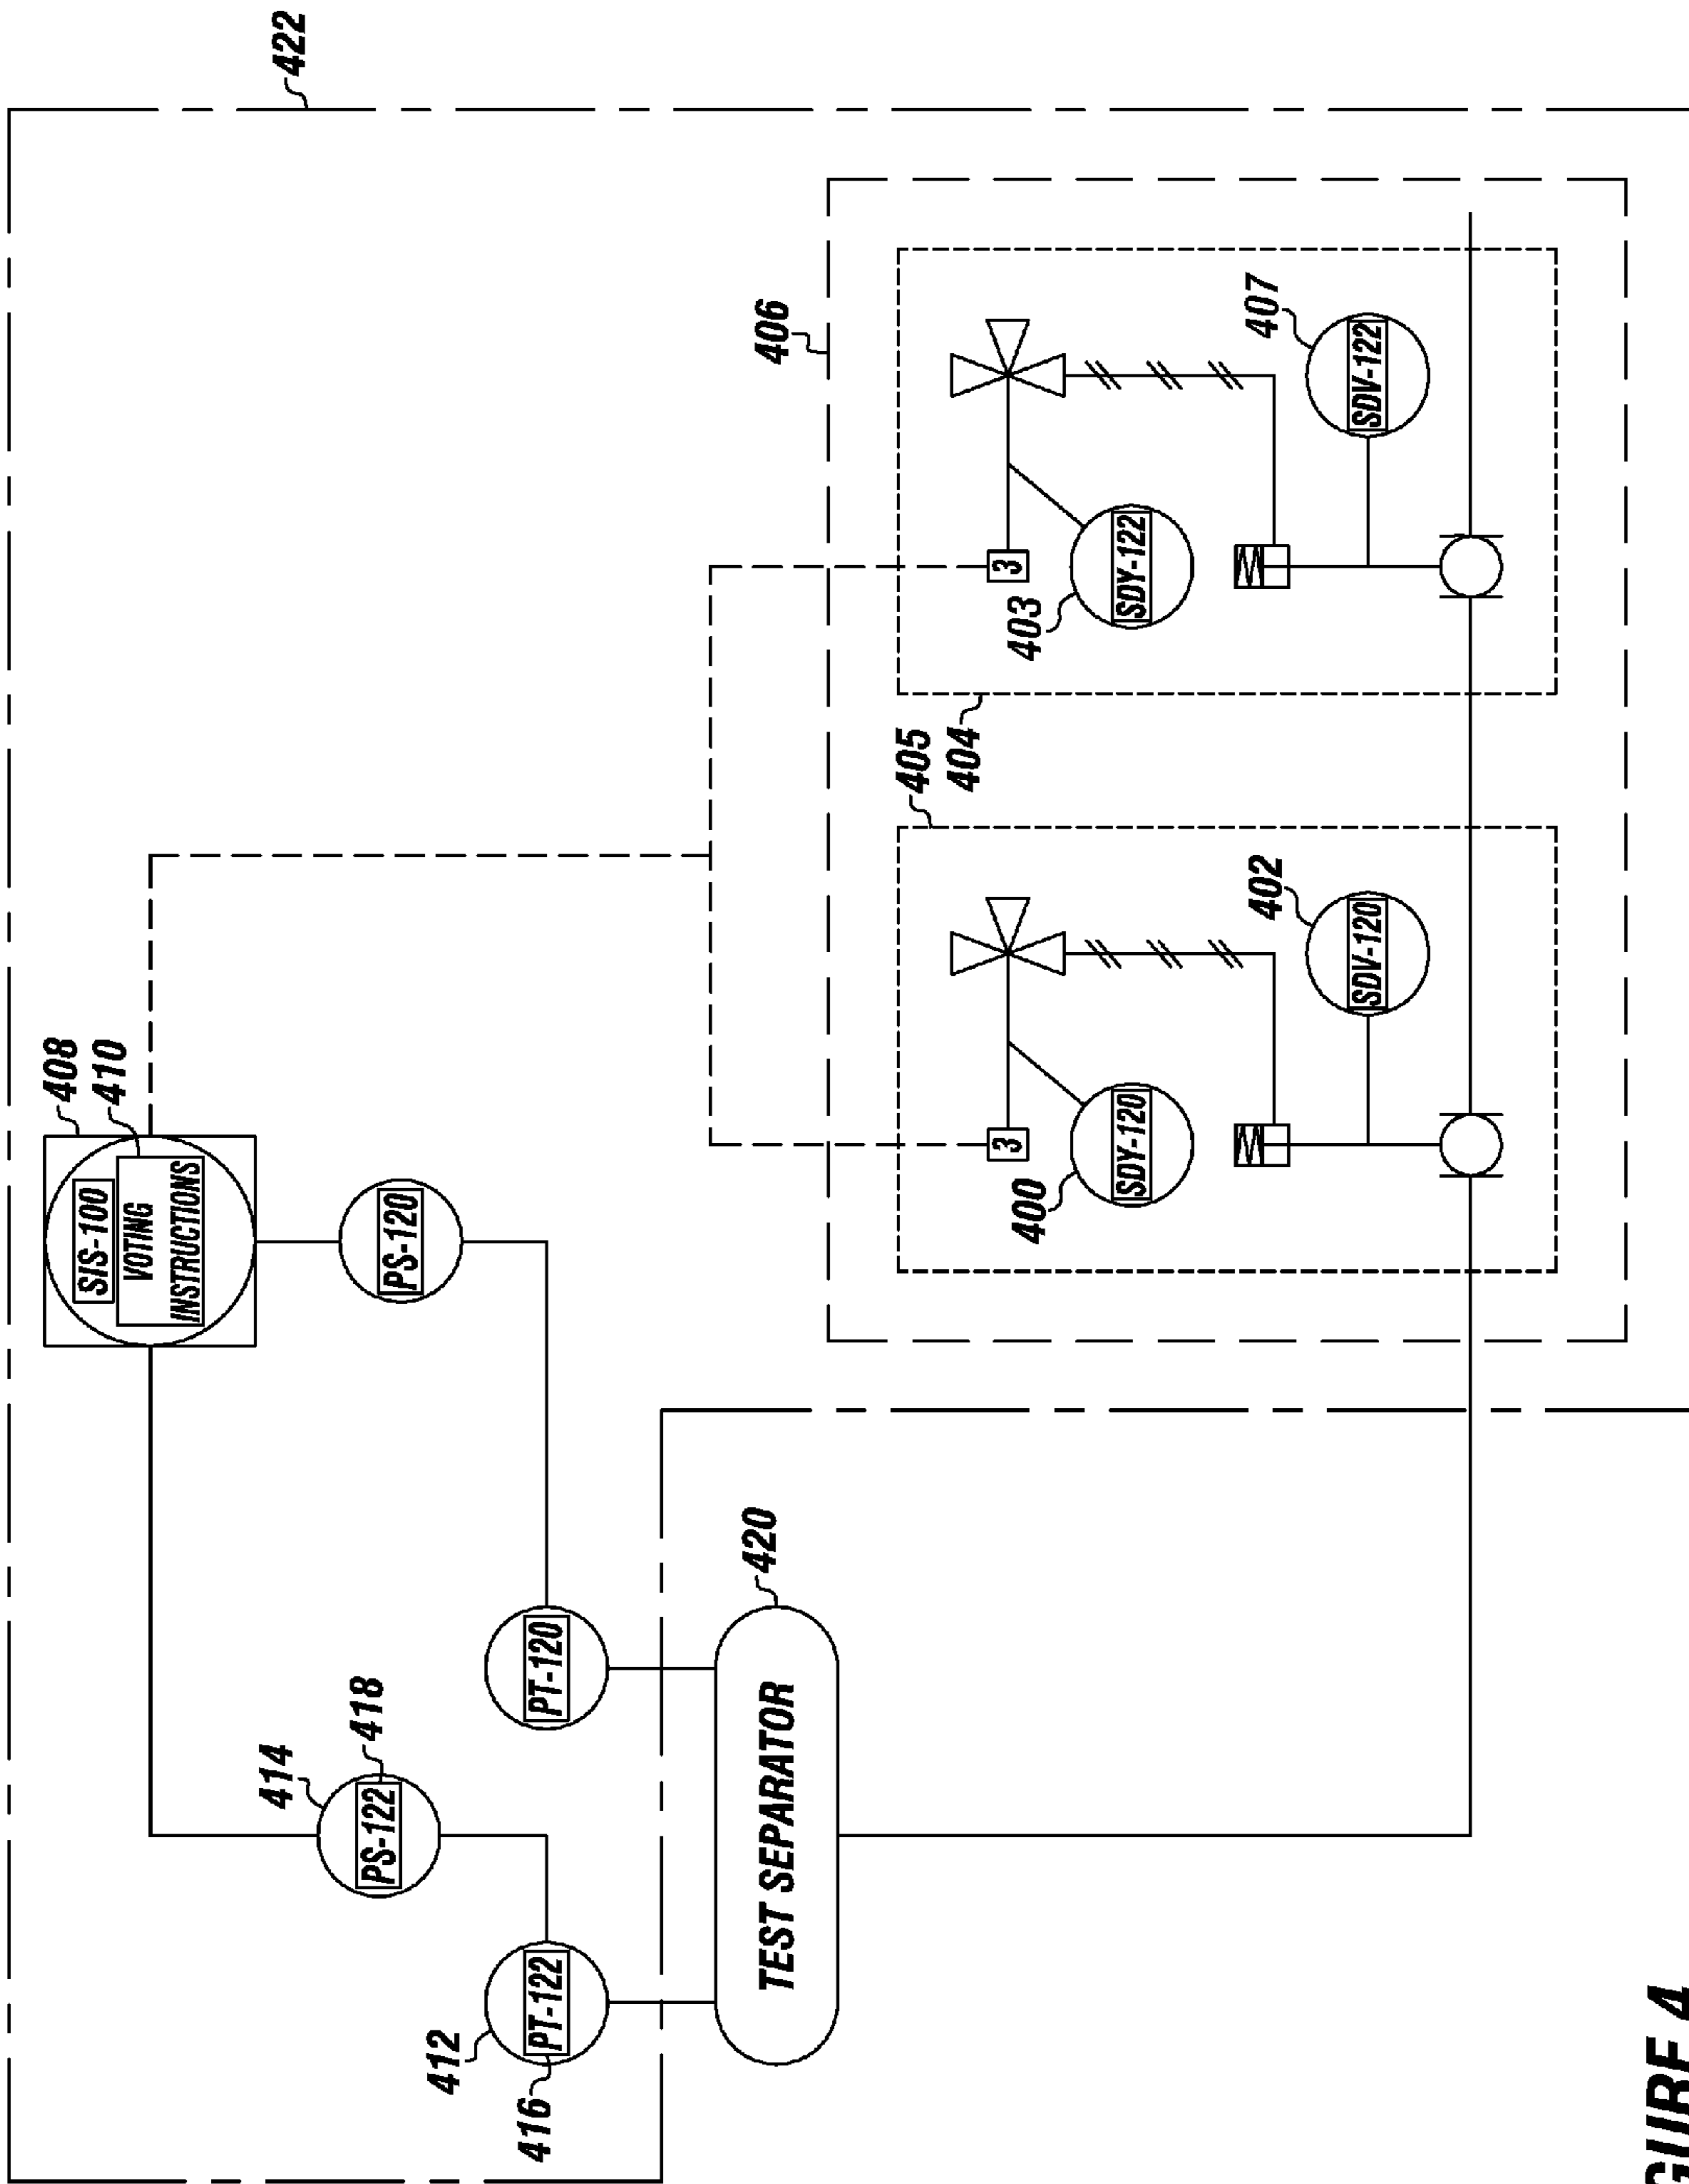 408
SIS-100
410
VOTING
INSTRUCTIONS
414
422
418
PS-122
PS-120
412
416
PT-122
PT-120
420
406
TEST SEPARATOR
405
404
400
403
3
3
SDY-120
SDY-122
402
407
SDV-120
SDV-122
GURE 4